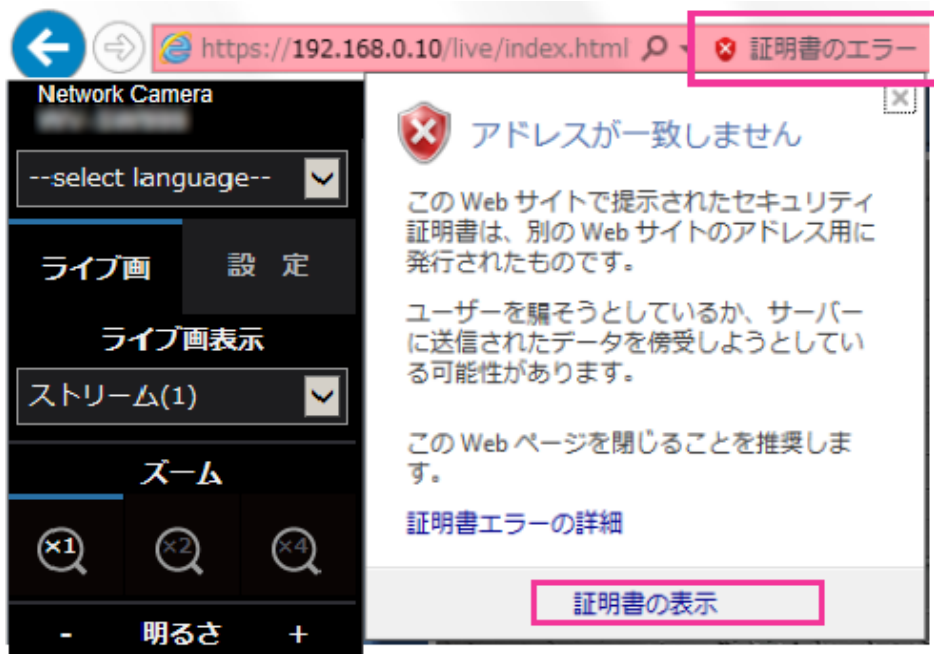 https://192.168.0.10/live/index.html
証明書のエラー
Network Camera
--select language--
ライブ画
設 定
ライブ画表示
ストリーム(1)
ズーム
×1
×2
×4
- 明るさ +
アドレスが一致しません
この Web サイトで提示されたセキュリティ
証明書は、別の Web サイトのアドレス用に
発行されたものです。
ユーザーを騙そうとしているか、サーバー
に送信されたデータを傍受しようとしてい
る可能性があります。
この Web ページを閉じることを推奨しま
す。
証明書エラーの詳細
証明書の表示